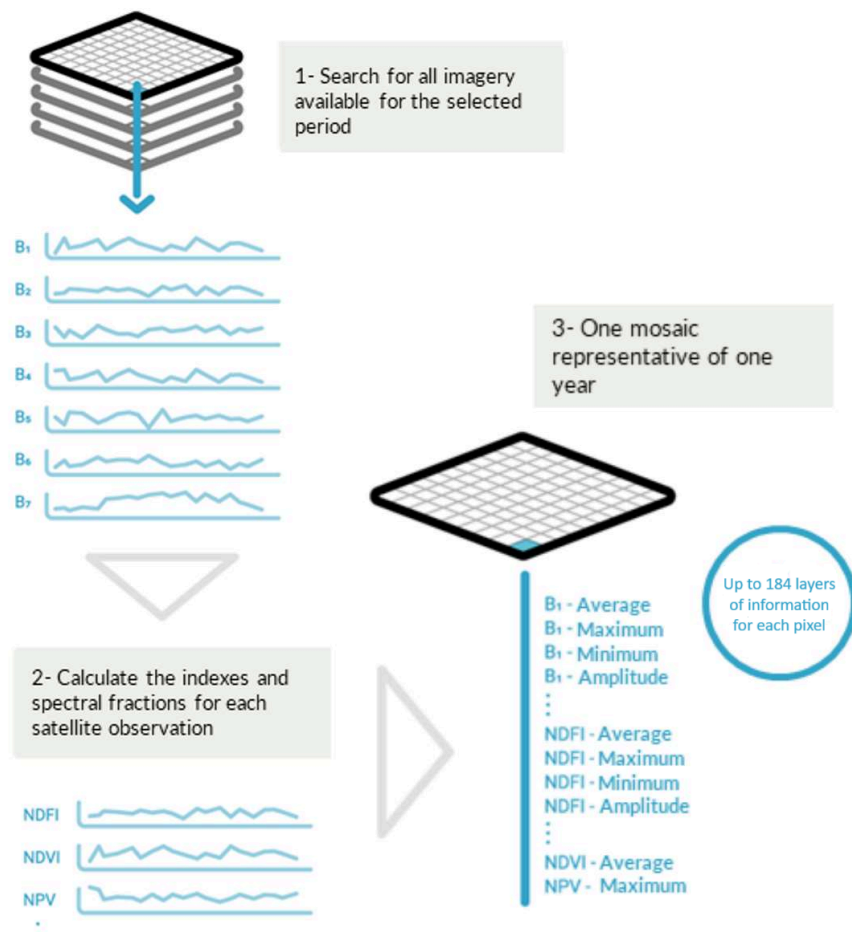 1- Search for all imagery
available for the selected
period
B₁
B₂
B₃
B₄
B₅
B₆
B₇
2- Calculate the indexes and
spectral fractions for each
satellite observation
NDFI
NDVI
NPV
3- One mosaic
representative of one
year
Up to 184 layers
of information
for each pixel
B₁ - Average
B₁ - Maximum
B₁ - Minimum
B₁ - Amplitude
NDFI - Average
NDFI - Maximum
NDFI - Minimum
NDFI - Amplitude
NDVI - Average
NPV - Maximum